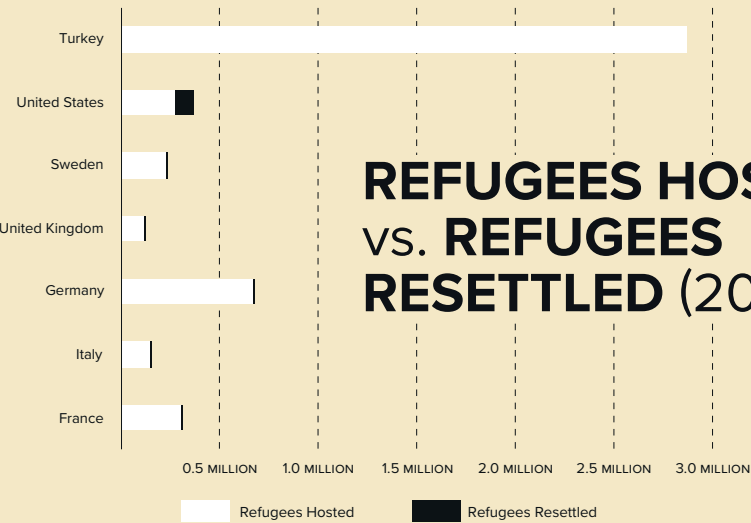 Turkey
United States
Sweden
United Kingdom
Germany
Italy
France
REFUGEES
vs. REFUGEES
RESETTLED (20
0.5 MILLION 1.0 MILLION 1.5 MILLION 2.0 MILLION 2.5 MILLION 3.0 MILLION
Refugees Hosted Refugees Resettled